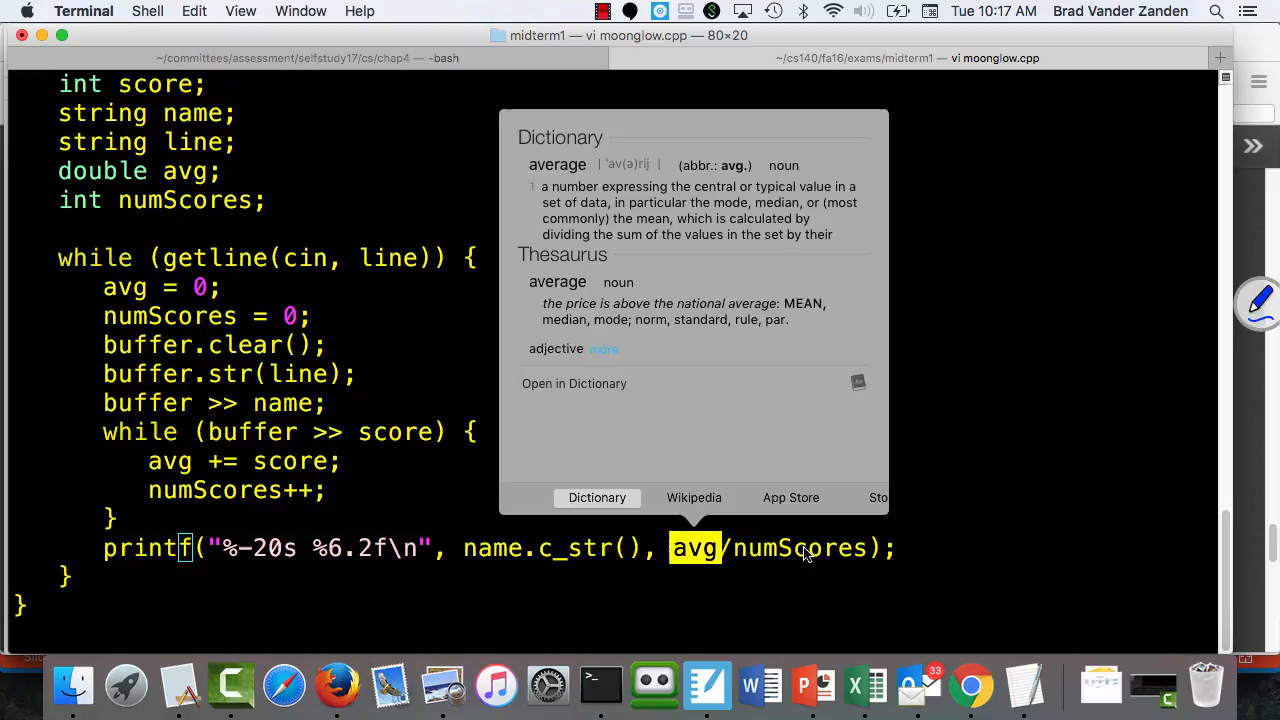 Terminal Shell Edit View Window Help Tue 10:17 AM Brad Vander Zanden
midterm1 — vi moonglow.cpp — 80×20
~/committees/assessment/selfstudy17/cs/chap4 — -bash ~/cs140/fa16/exams/midterm1 — vi moonglow.cpp
int score;
string name;
string line;
double avg;
int numScores;
while (getline(cin, line)) {
avg = 0;
numScores = 0;
buffer.clear();
buffer.str(line);
buffer >> name;
while (buffer >> score) {
avg += score;
numScores++;
}
printf("%-20s %6.2f\n", name.c_str(), avg/numScores);
}
}
Dictionary
average | ˈav(ə)rij | (abbr.: avg.) noun
1 a number expressing the central or typical value in a
set of data, in particular the mode, median, or (most
commonly) the mean, which is calculated by
dividing the sum of the values in the set by their
Thesaurus
average noun
the price is above the national average: MEAN,
median, mode; norm, standard, rule, par.
adjective more
Open in Dictionary
Dictionary Wikipedia App Store Sto
33